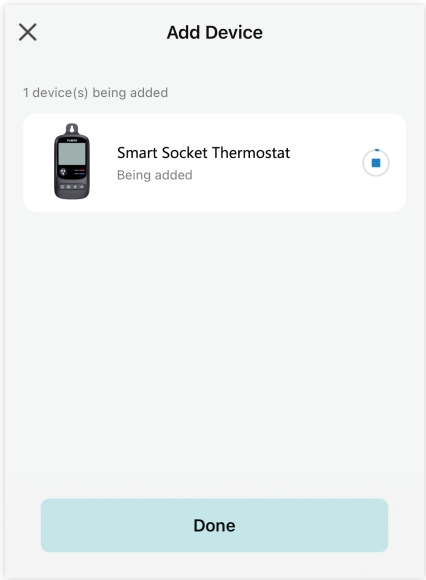 Add Device
1 device(s) being added
Smart Socket Thermostat
Being added
Done